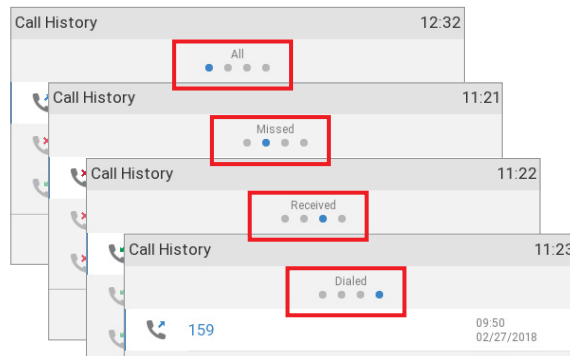 Call History 12:32
All
Call History 11:21
Missed
Call History 11:22
Received
Call History 11:23
Dialed
159 09:50
02/27/2018